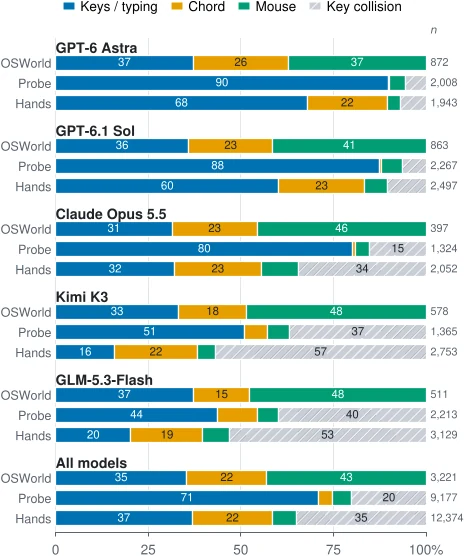 Keys / typing Chord Mouse Key collision
n
GPT-6 Astra
OSWorld 37 26 37 872
Probe 90 2,008
Hands 68 22 1,943
GPT-6.1 Sol
OSWorld 36 23 41 863
Probe 88 2,267
Hands 60 23 2,497
Claude Opus 5.5
OSWorld 31 23 46 397
Probe 80 15 1,324
Hands 32 23 34 2,052
Kimi K3
OSWorld 33 18 48 578
Probe 51 37 1,365
Hands 16 22 57 2,753
GLM-5.3-Flash
OSWorld 37 15 48 511
Probe 44 40 2,213
Hands 20 19 53 3,129
All models
OSWorld 35 22 43 3,221
Probe 71 20 9,177
Hands 37 22 35 12,374
0 25 50 75 100%